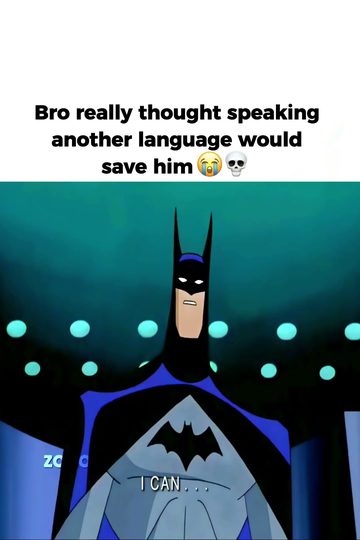 Bro really thought speaking
another language would
save him😭💀
I CAN...